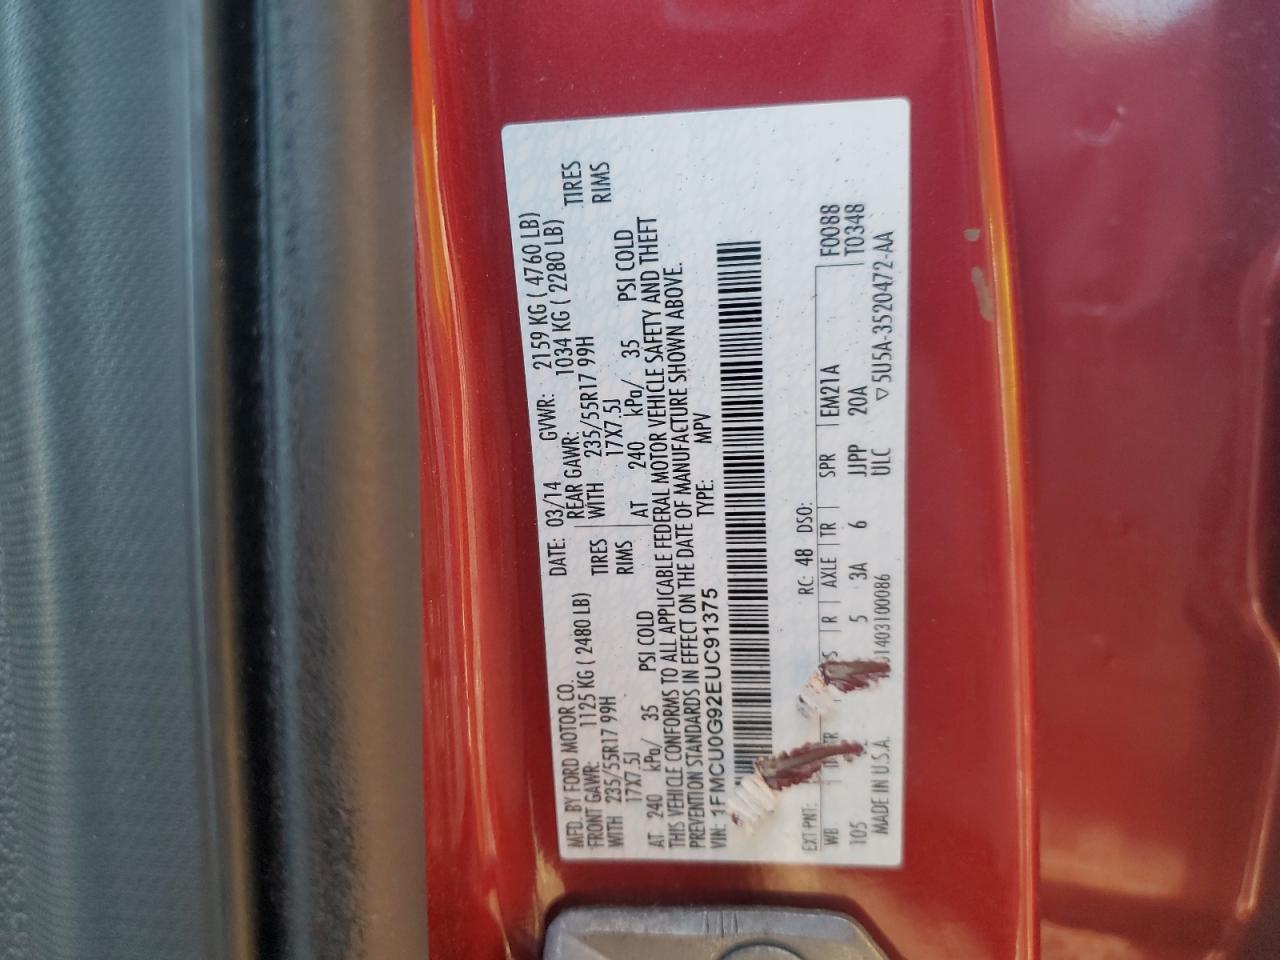 MFD. BY FORD MOTOR CO.
DATE: 03/14 GVWR: 2159 KG ( 4760 LB)
FRONT GAWR: 1125 KG ( 2480 LB)
REAR GAWR: 1034 KG ( 2280 LB)
WITH 235/55R17 99H TIRES
WITH 235/55R17 99H TIRES
17X7.5J RIMS
17X7.5J RIMS
AT 240 kPa/ 35 PSI COLD
AT 240 kPa/ 35 PSI COLD
THIS VEHICLE CONFORMS TO ALL APPLICABLE FEDERAL MOTOR VEHICLE SAFETY AND THEFT
PREVENTION STANDARDS IN EFFECT ON THE DATE OF MANUFACTURE SHOWN ABOVE.
VIN: 1FMCU0G92EUC91375 TYPE: MPV
EXT PNT: RC: 48 DSO: F0088
WB R AXLE TR SPR EM21A T0348
105 5 3A 6 JJPP 20A
MADE IN U.S.A. ULC ▽5U5A-3520472-AA